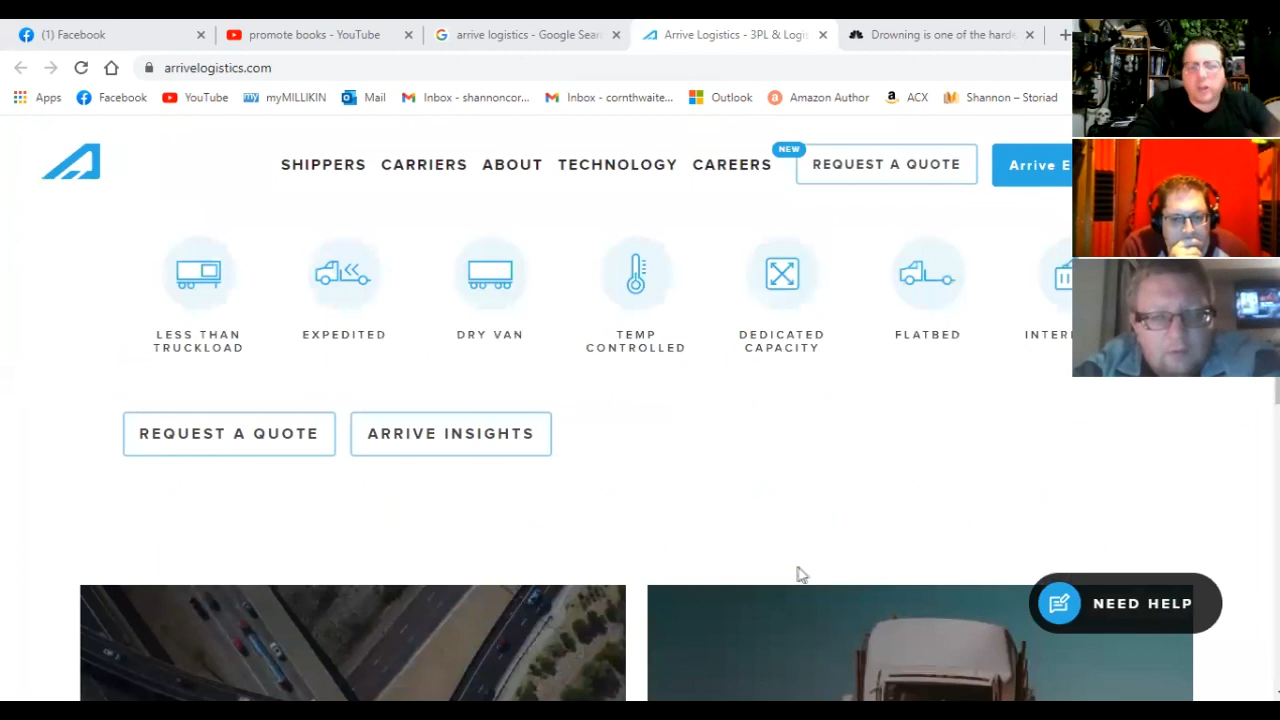 (1) Facebook
promote books - YouTube
arrive logistics - Google Sear
Arrive Logistics - 3PL & Logi
Drowning is one of the hard
arrivelogistics.com
Apps
Facebook
YouTube
myMILLIKIN
Mail
Inbox - shannoncor...
Inbox - cornthwaite...
Outlook
Amazon Author
ACX
Shannon – Storiad
SHIPPERS
CARRIERS
ABOUT
TECHNOLOGY
CAREERS
NEW
REQUEST A QUOTE
Arrive E
LESS THAN
TRUCKLOAD
EXPEDITED
DRY VAN
TEMP
CONTROLLED
DEDICATED
CAPACITY
FLATBED
INTER
REQUEST A QUOTE
ARRIVE INSIGHTS
NEED HELP